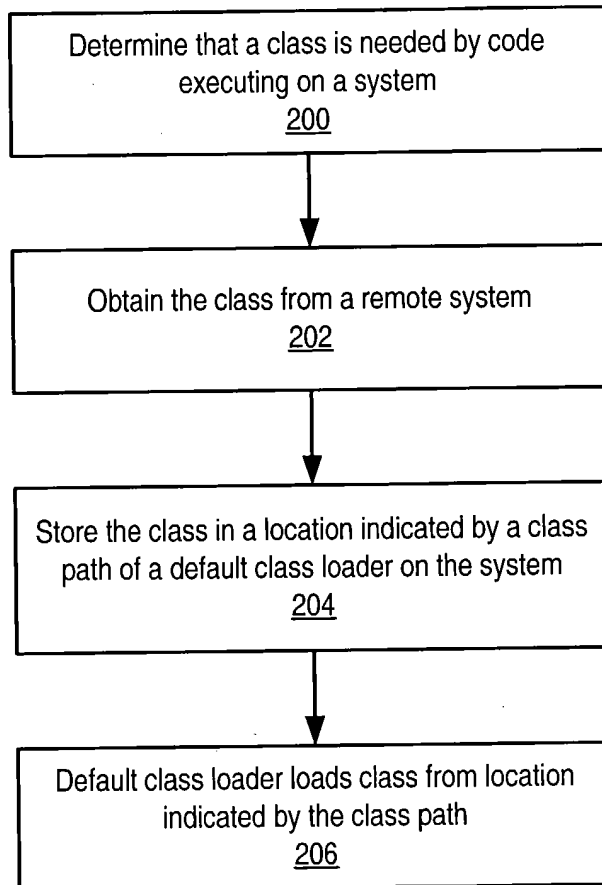 Determine that a class is needed by code
executing on a system
200
Obtain the class from a remote system
202
Store the class in a location indicated by a class
path of a default class loader on the system
204
Default class loader loads class from location
indicated by the class path
206